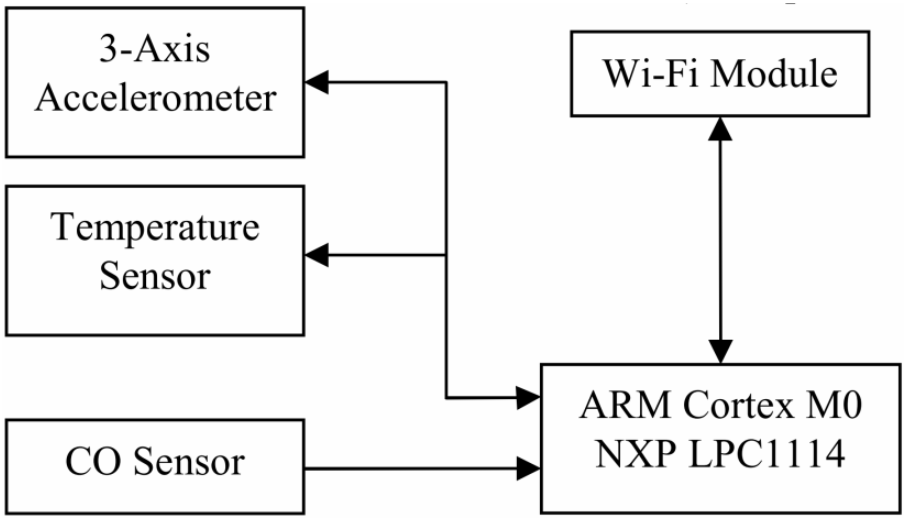 3-Axis
Accelerometer
Wi-Fi Module
Temperature
Sensor
CO Sensor
ARM Cortex M0
NXP LPC1114